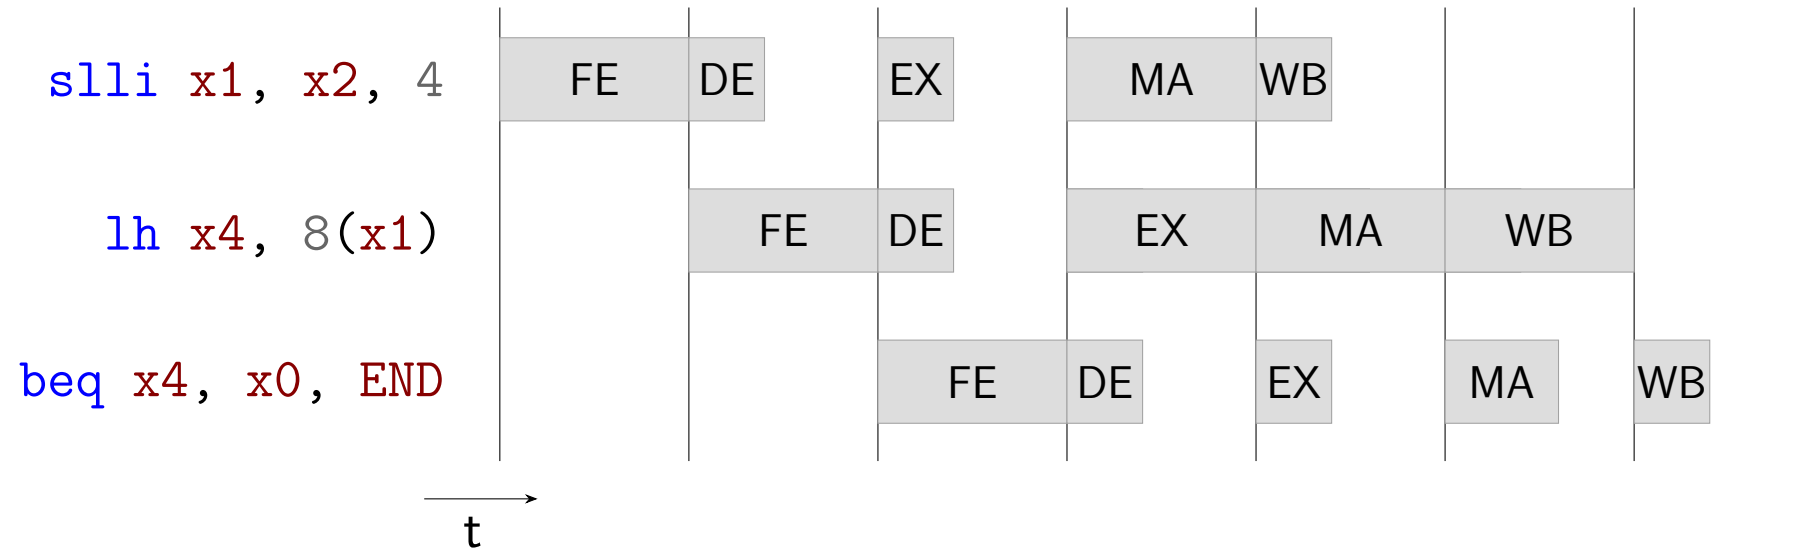 slli x1, x2, 4 FE DE EX MA WB
lh x4, 8(x1) FE DE EX MA WB
beq x4, x0, END FE DE EX MA WB
t